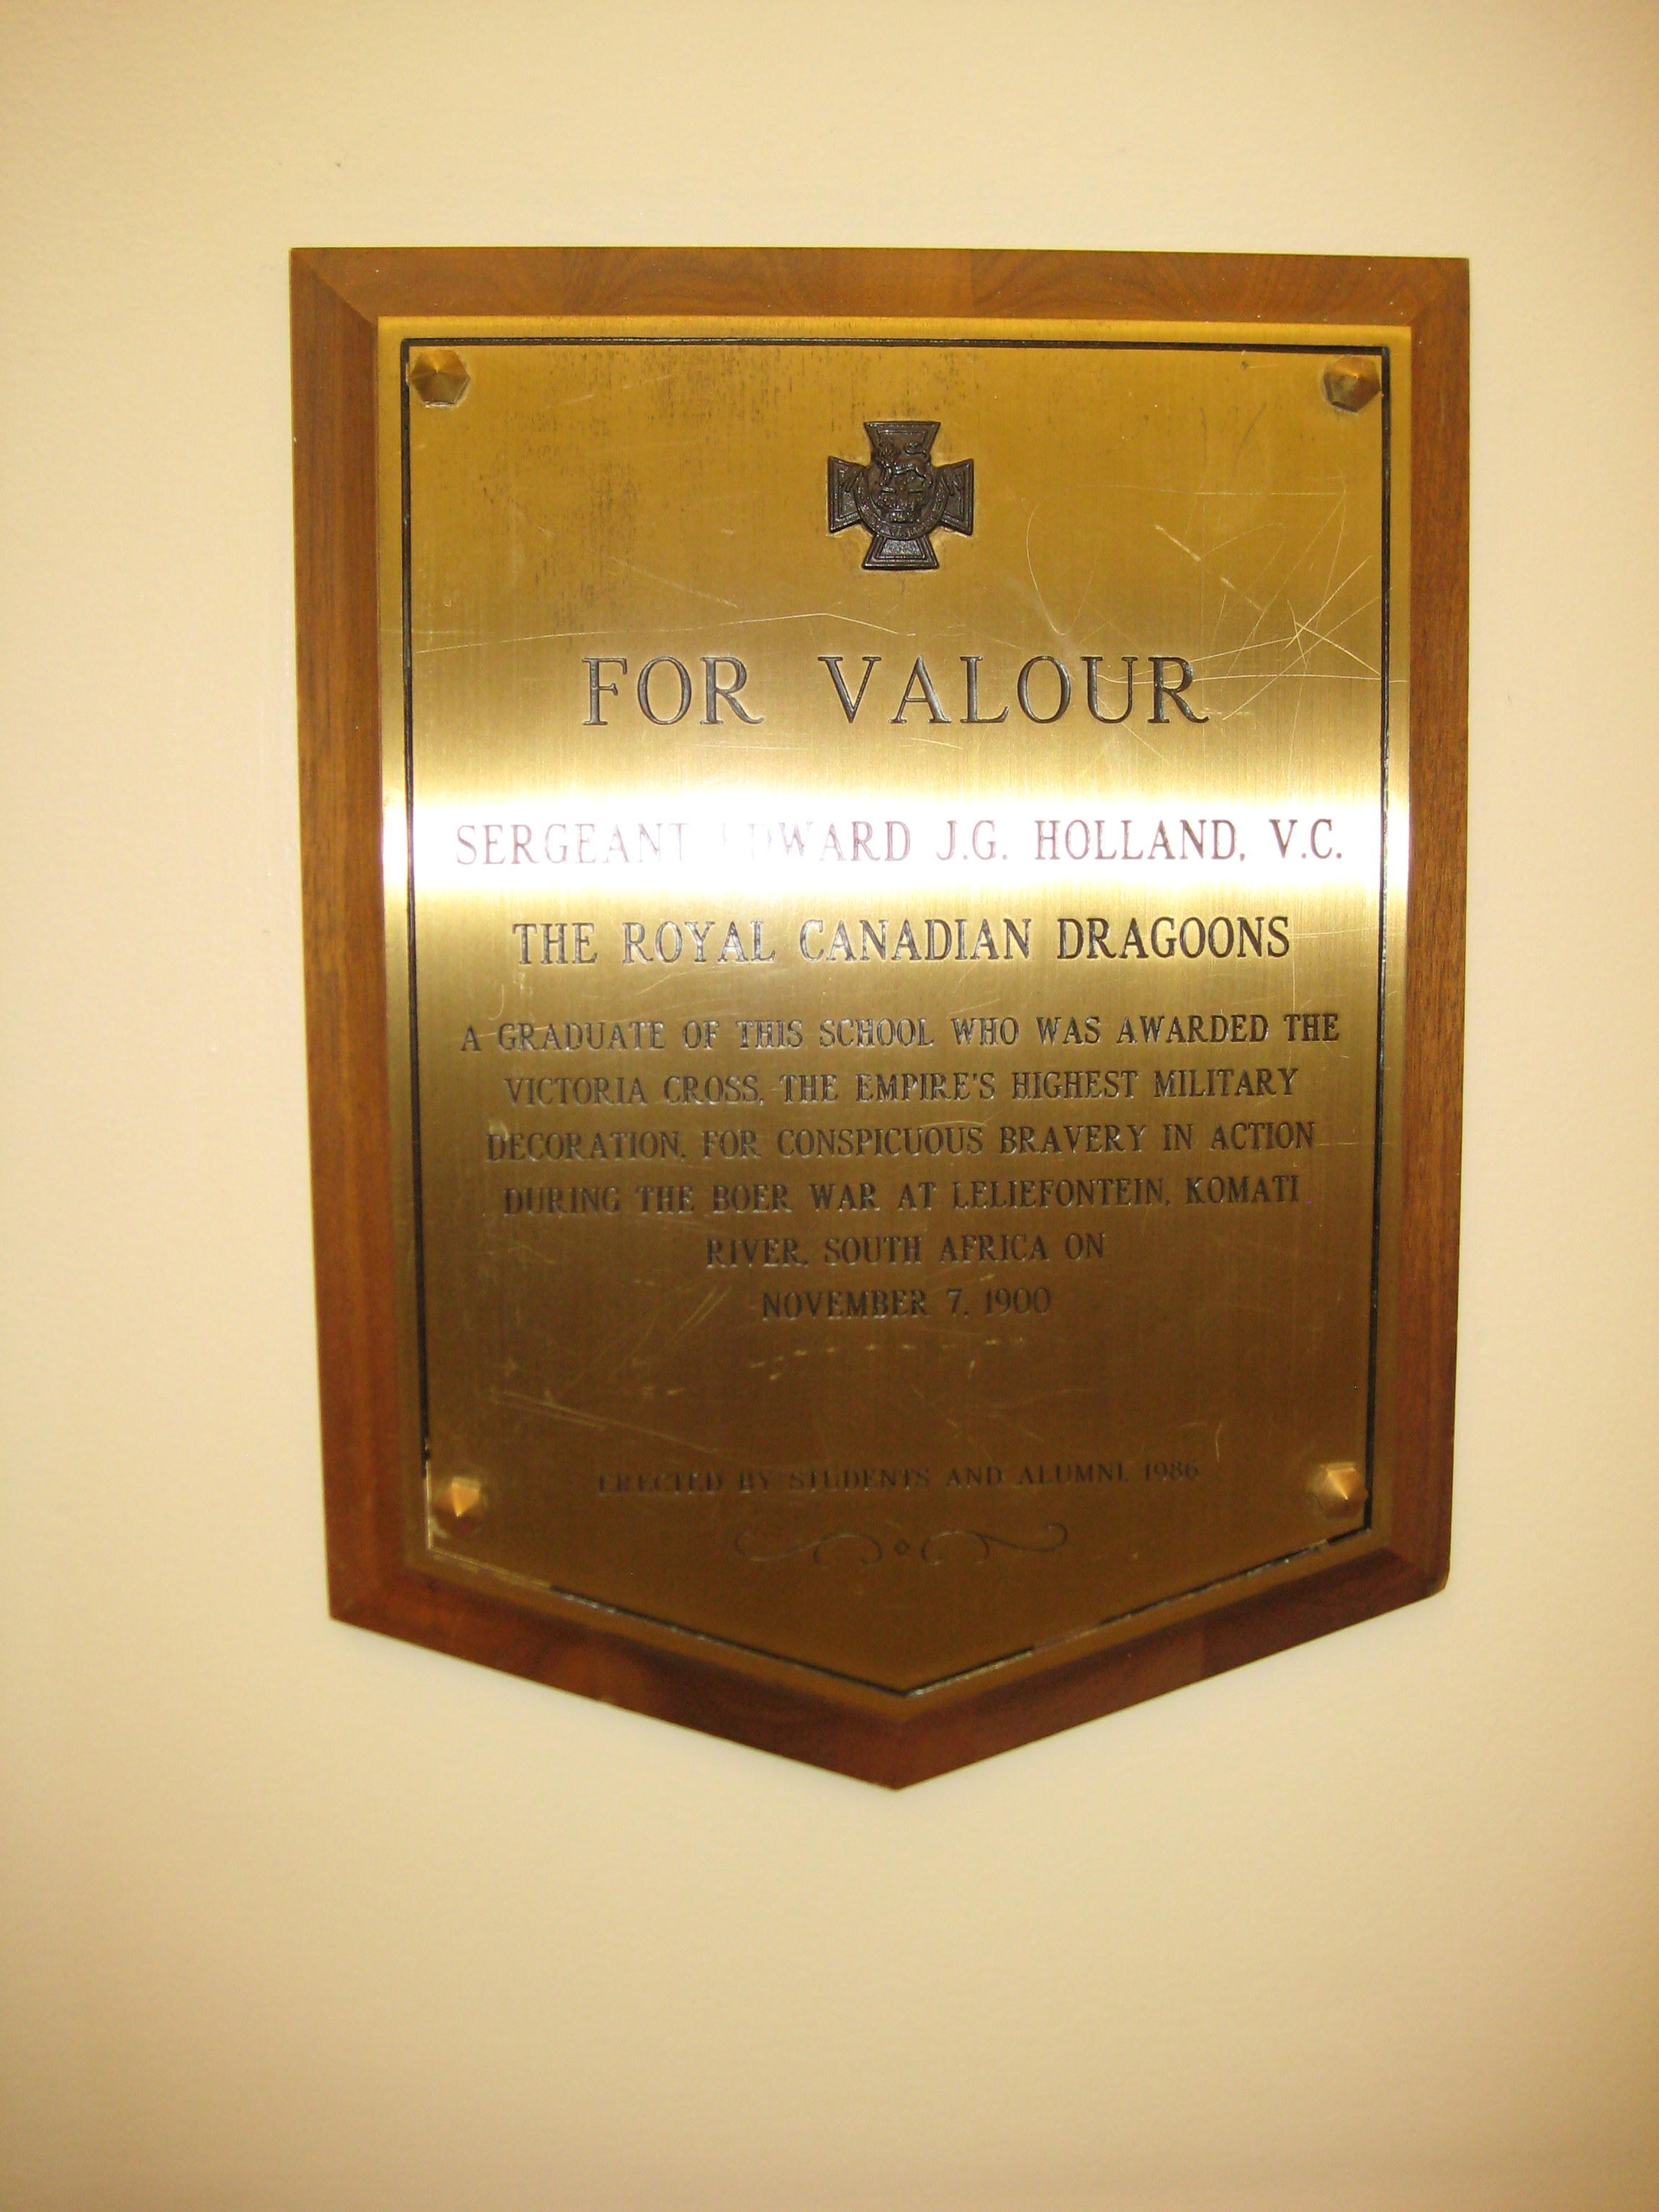 FOR VALOUR
SERGEANT EDWARD J.G. HOLLAND, V.C.
THE ROYAL CANADIAN DRAGOONS
A GRADUATE OF THIS SCHOOL WHO WAS AWARDED THE
VICTORIA CROSS, THE EMPIRE'S HIGHEST MILITARY
DECORATION, FOR CONSPICUOUS BRAVERY IN ACTION
DURING THE BOER WAR AT LELIEFONTEIN, KOMATI
RIVER, SOUTH AFRICA ON
NOVEMBER 7, 1900
ERECTED BY STUDENTS AND ALUMNI, 1986